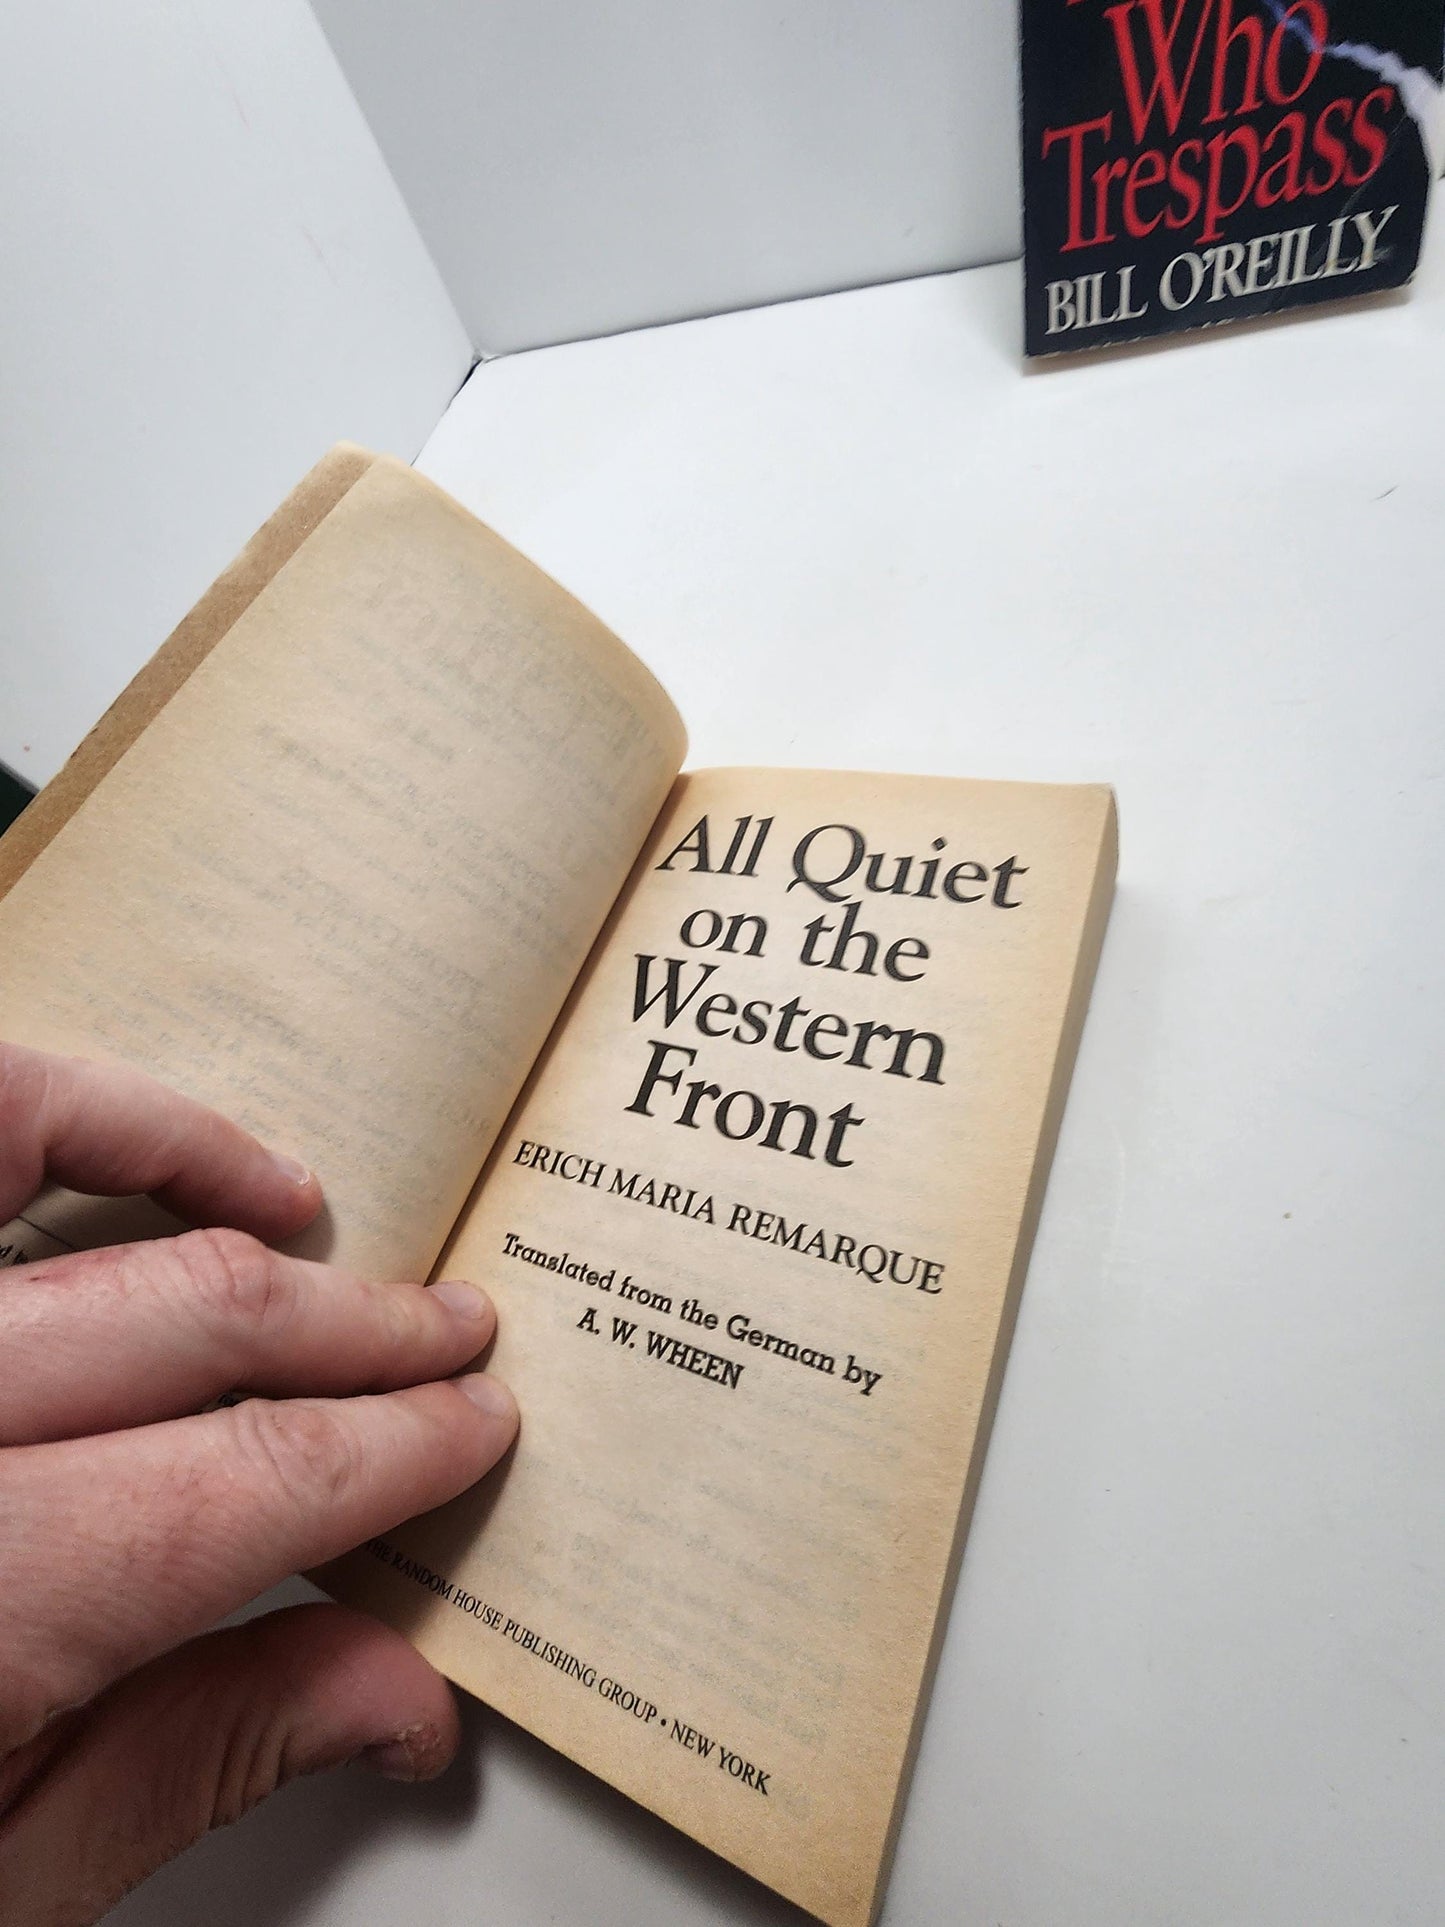 Who
Trespass
BILL O'REILLY
All Quiet
on the
Western
Front
ERICH MARIA REMARQUE
Translated from the German by
A. W. WHEEN
THE RANDOM HOUSE PUBLISHING GROUP • NEW YORK